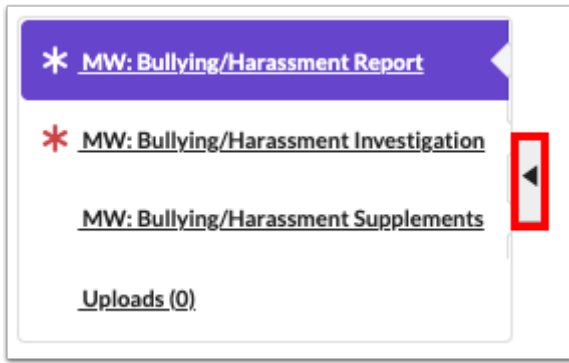 * MW: Bullying/Harassment Report
* MW: Bullying/Harassment Investigation
MW: Bullying/Harassment Supplements
Uploads (0)